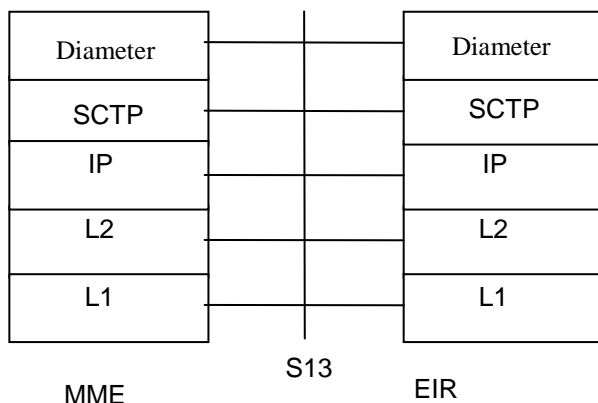 Diameter Diameter
SCTP SCTP
IP IP
L2 L2
L1 L1
S13
MME EIR